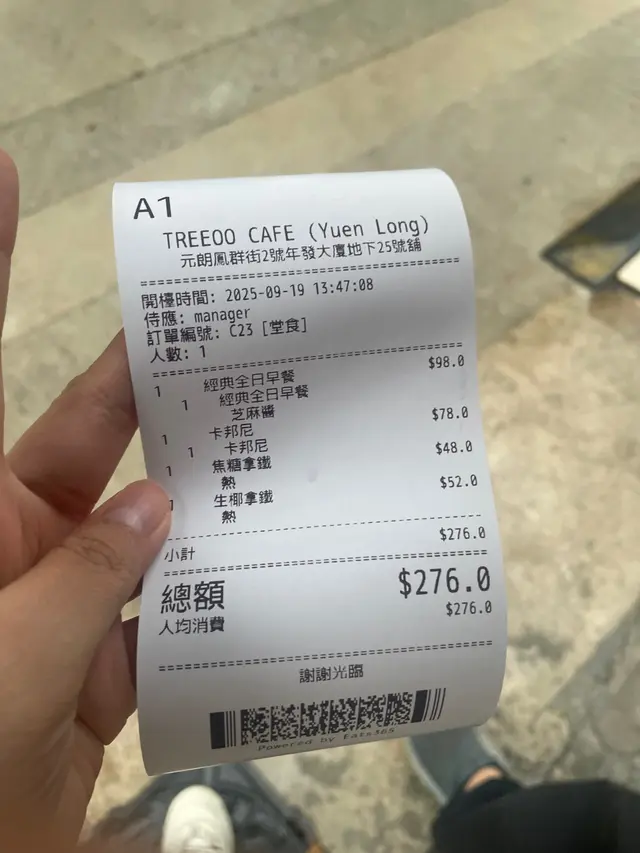 A1
TREEOO CAFE (Yuen Long)
元朗鳳群街2號年發大廈地下25號舖
開檯時間: 2025-09-19 13:47:08
侍應: manager
訂單編號: C23 [堂食]
人數: 1
1 經典全日早餐 $98.0
1 經典全日早餐
芝麻醬
1 卡邦尼 $78.0
1 卡邦尼
1 焦糖拿鐵 $48.0
熱
1 生椰拿鐵 $52.0
熱
小計 $276.0
總額 $276.0
人均消費 $276.0
謝謝光臨
Powered by Eats365